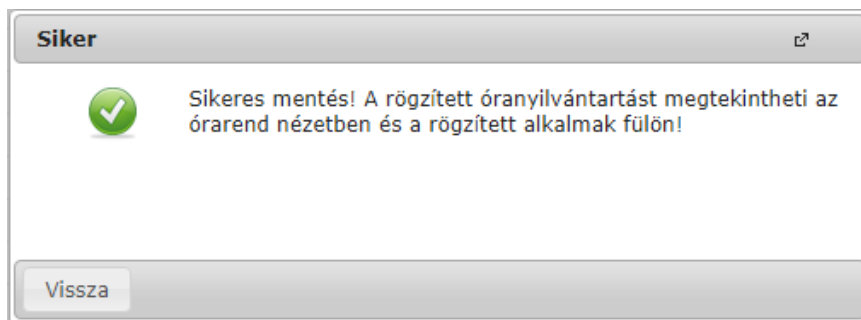 Siker
Sikeres mentés! A rögzített óranyilvántartást megtekintheti az
órarend nézetben és a rögzített alkalmak fülön!
Vissza